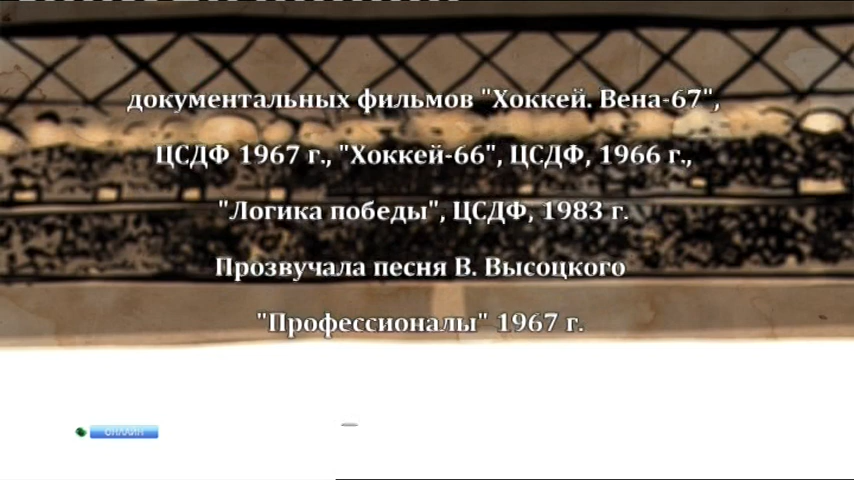 документальных фильмов "Хоккей. Вена-67",
ЦСДФ 1967 г., "Хоккей-66", ЦСДФ, 1966 г.,
"Логика победы", ЦСДФ, 1983 г.
Прозвучала песня В. Высоцкого
"Профессионалы" 1967 г.
ОНЛАЙН